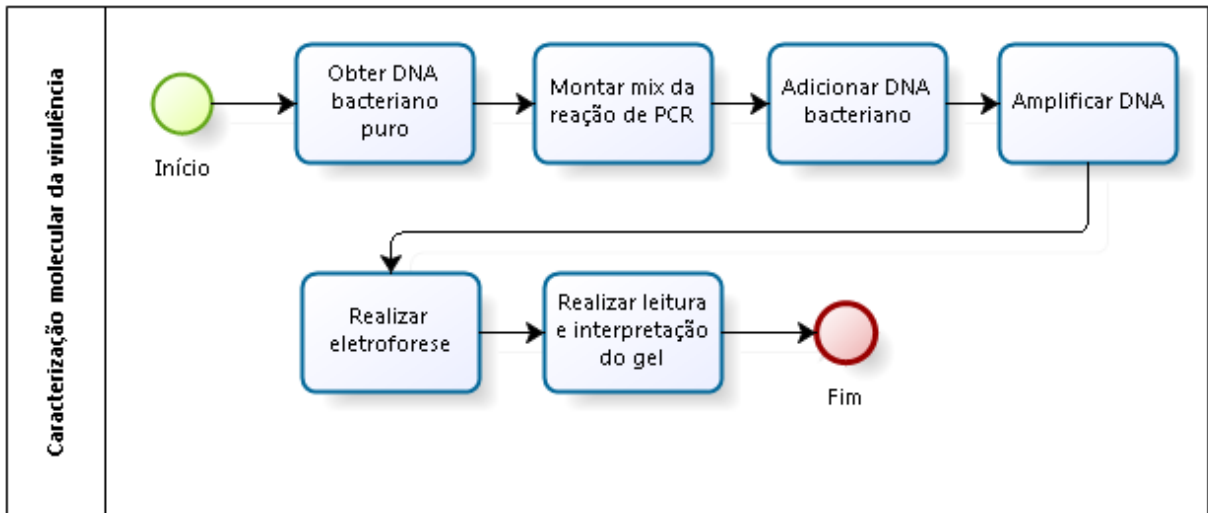 Caracterização molecular da virulência
Início
Obter DNA
bacteriano
puro
Montar mix da
reação de PCR
Adicionar DNA
bacteriano
Amplificar DNA
Realizar
eletroforese
Realizar leitura
e interpretação
do gel
Fim